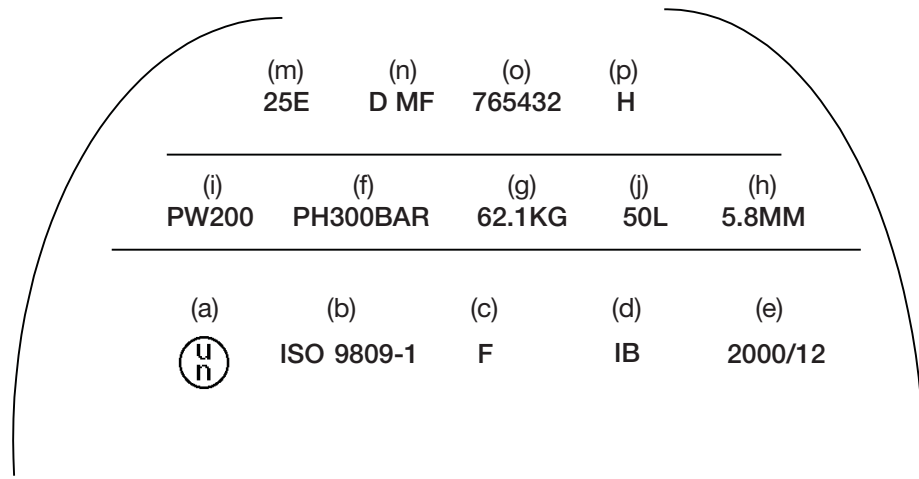 (m) (n) (o) (p)
25E D MF 765432 H
(i) (f) (g) (j) (h)
PW200 PH300BAR 62.1KG 50L 5.8MM
(a) (b) (c) (d) (e)
u n ISO 9809-1 F IB 2000/12